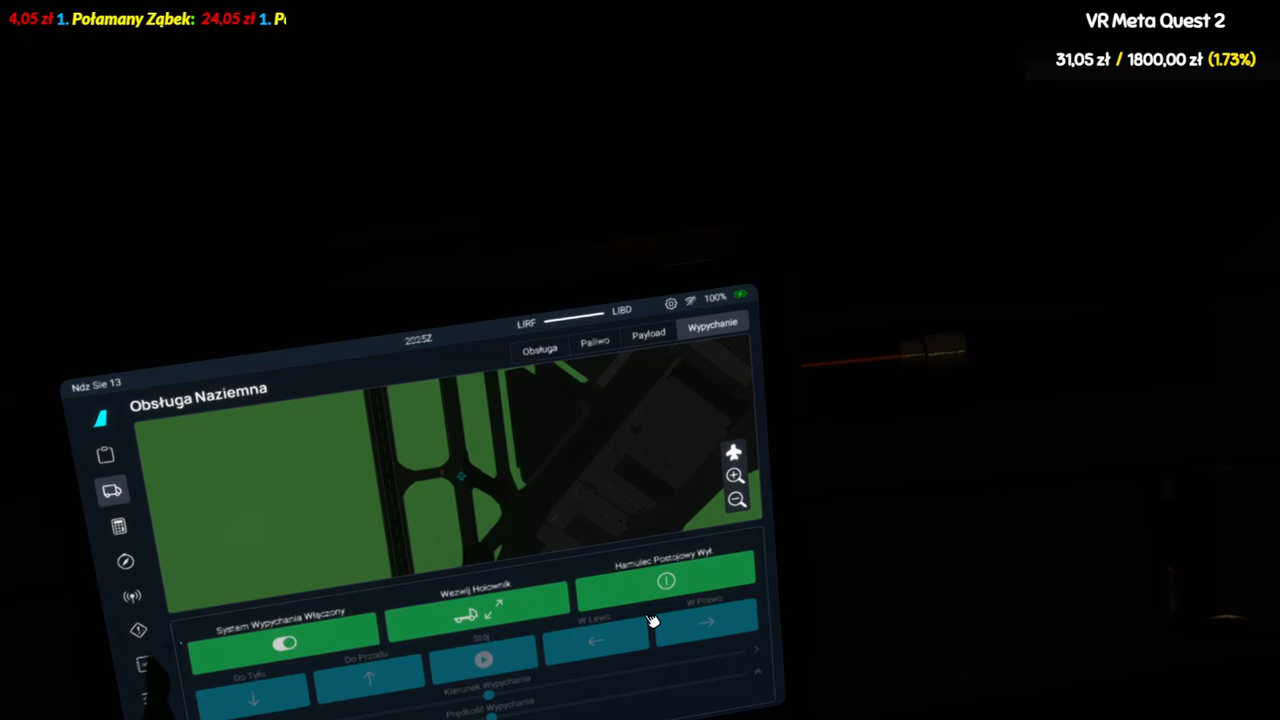 4,05 zł 1. Połamany Ząbek: 24,05 zł 1.
VR Meta Quest 2
31,05 zł / 1800,00 zł (1.73%)
Ndz Sie 13
2025Z
LIRF
LIBD
100%
Obsługa Naziemna
Obsługa
Paliwo
Payload
Wypychanie
System Wypychania Włączony
Wezwij Holownik
Hamulec Postojowy Wył.
Do Tyłu
Do Przodu
Stój
W Lewo
W Prawo
Kierunek Wypychania
Prędkość Wypychania